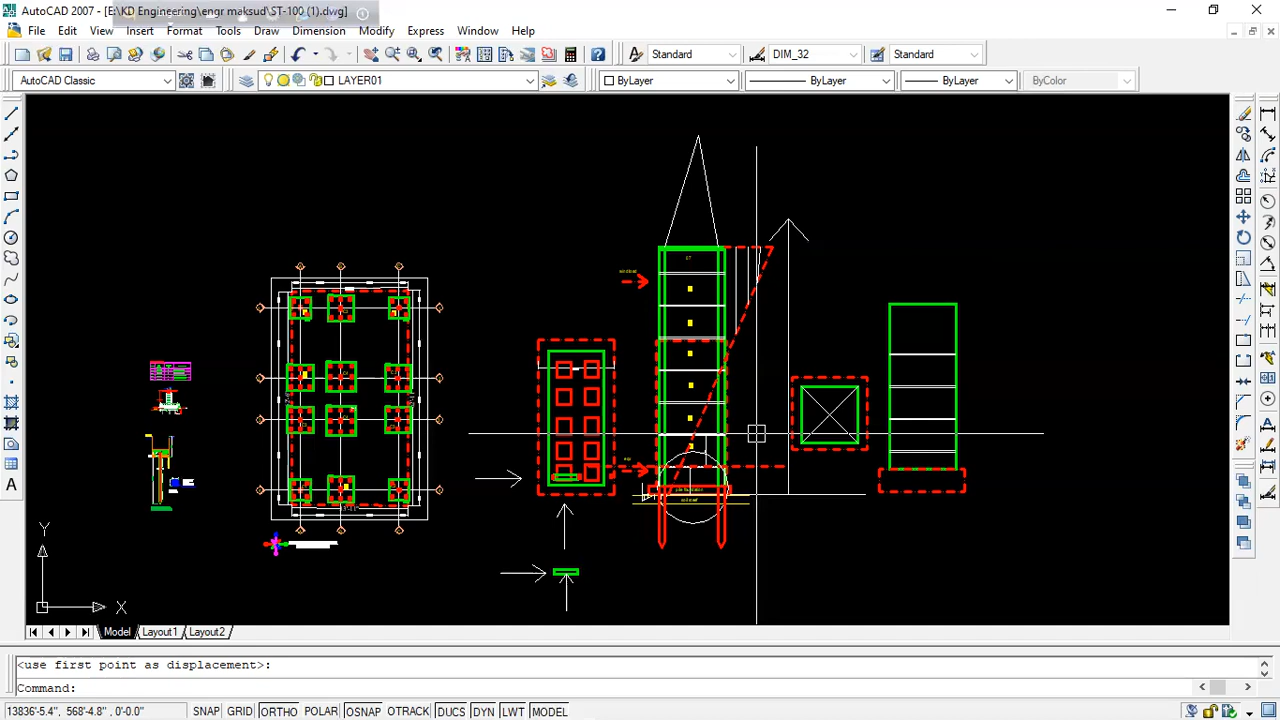 AutoCAD 2007 - [E:\KD Engineering\engr maksud\ST-100 (1).dwg]
File Edit View Insert Format Tools Draw Dimension Modify Express Window Help
Standard DIM_32 Standard
AutoCAD Classic LAYER01 ByLayer ByLayer ByLayer ByColor
wind load
Y
X
Model Layout1 Layout2
<use first point as displacement>:
Command:
13836'-5.4", 568'-4.8" , 0'-0.0" SNAP GRID ORTHO POLAR OSNAP OTRACK DUCS DYN LWT MODEL